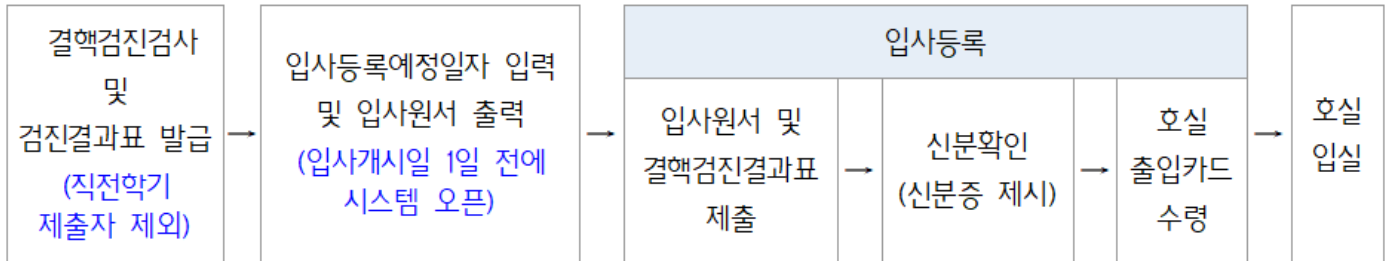 결핵검진검사
및
검진결과표 발급
(직전학기
제출자 제외)
→
입사등록예정일자 입력
및 입사원서 출력
(입사개시일 1일 전에
시스템 오픈)
→
입사등록
입사원서 및
결핵검진결과표
제출
→
신분확인
(신분증 제시)
→
호실
출입카드
수령
→
호실
입실